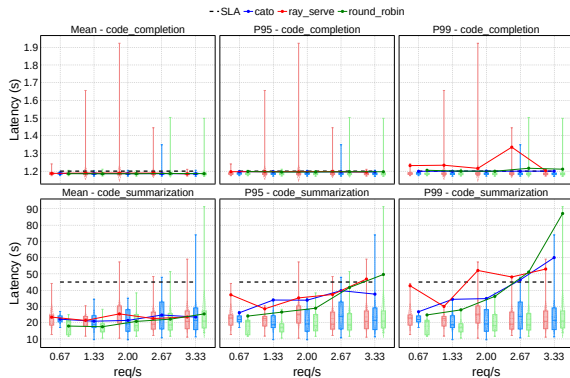 SLA cato ray_serve round_robin
Mean - code_completion P95 - code_completion P99 - code_completion
Latency (s)
1.9
1.8
1.7
1.6
1.5
1.4
1.3
1.2
Mean - code_summarization P95 - code_summarization P99 - code_summarization
Latency (s)
90
80
70
60
50
40
30
20
10
0.67 1.33 2.00 2.67 3.33 0.67 1.33 2.00 2.67 3.33 0.67 1.33 2.00 2.67 3.33
req/s req/s req/s